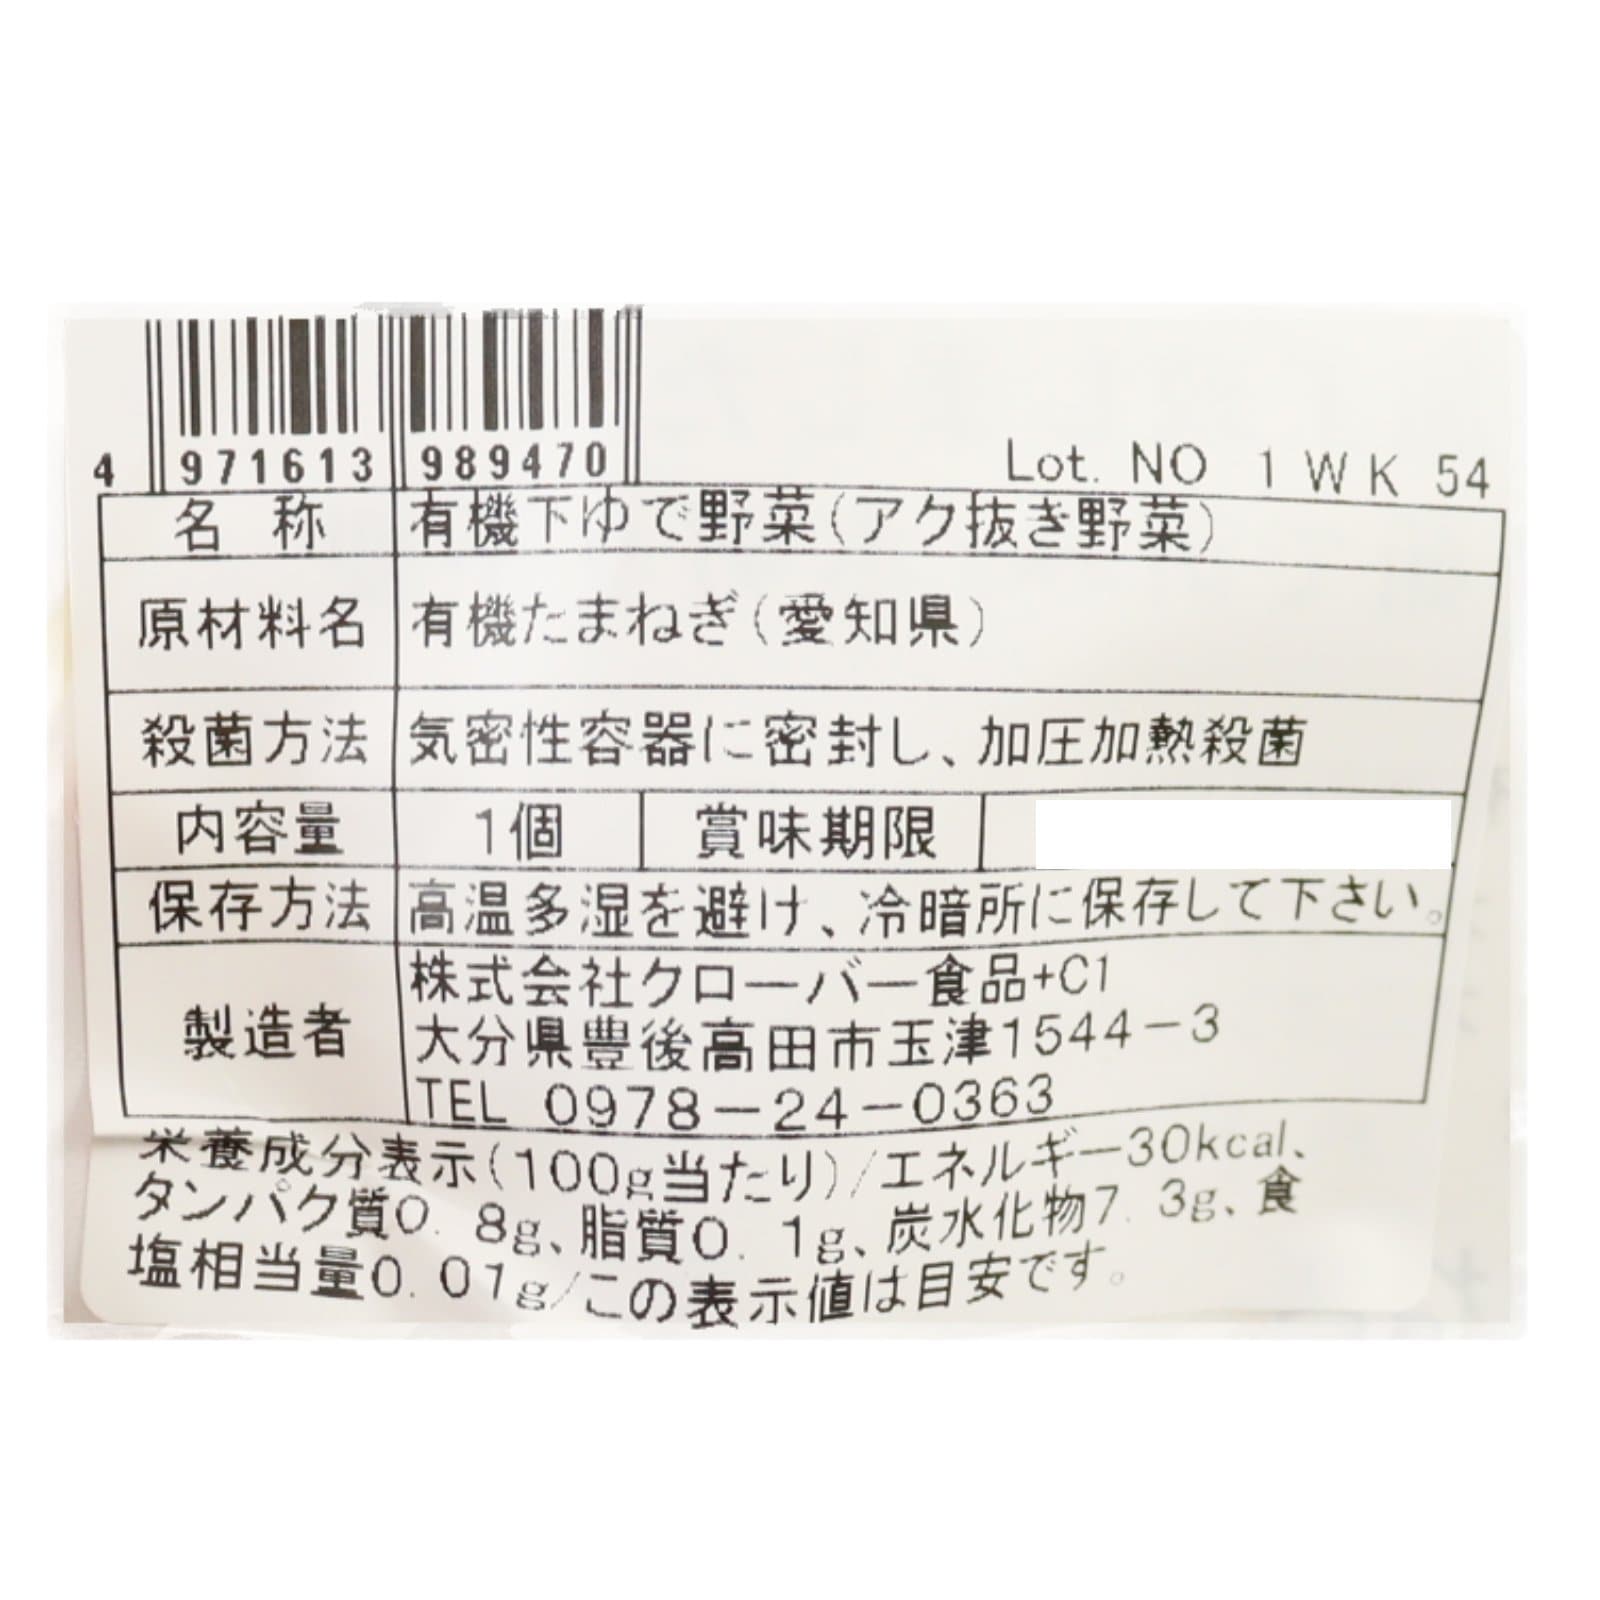 4 971613 989470
Lot. NO 1 W K 54
名 称 有機下ゆで野菜(アク抜き野菜)
原材料名 有機たまねぎ(愛知県)
殺菌方法 気密性容器に密封し、加圧加熱殺菌
内容量 1個 賞味期限
保存方法 高温多湿を避け、冷暗所に保存して下さい。
製造者 株式会社クローバー食品+C1
大分県豊後高田市玉津1544-3
TEL 0978-24-0363
栄養成分表示(100g当たり)/エネルギー30kcal、
タンパク質0.8g、脂質0.1g、炭水化物7.3g、食
塩相当量0.01g/この表示値は目安です。